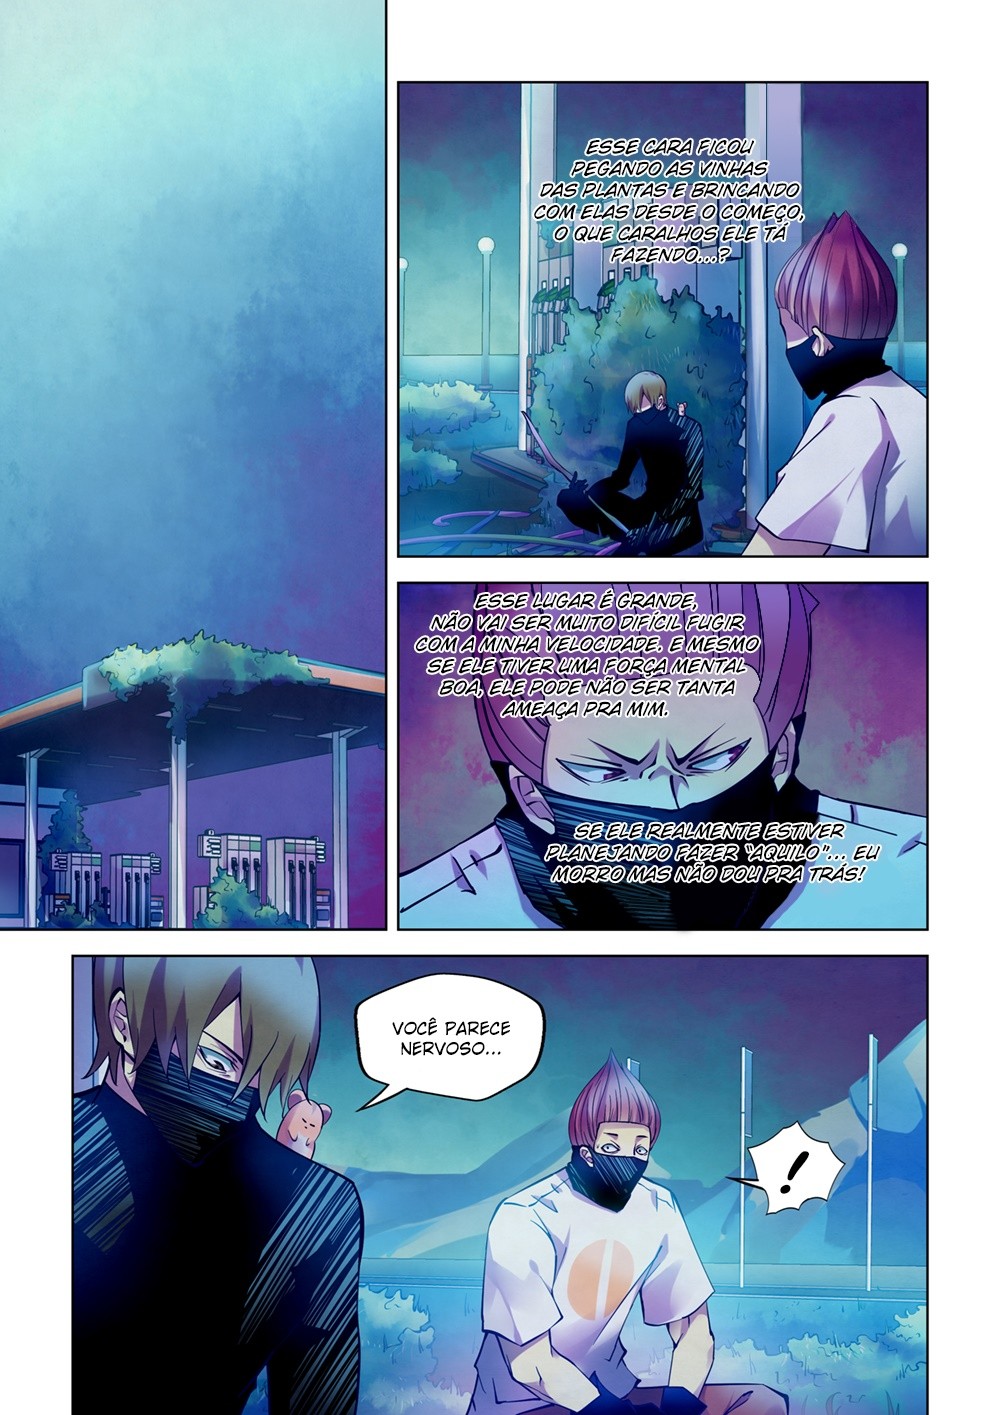 ESSE CARA FICOU
PEGANDO AS VINHAS
DAS PLANTAS E BRINCANDO
COM ELAS DESDE O COMEÇO,
O QUE CARALHOS ELE TÁ
FAZENDO...?
ESSE LUGAR É GRANDE,
NÃO VAI SER MUITO DIFÍCIL FUGIR
COM A MINHA VELOCIDADE. E MESMO
SE ELE TIVER UMA FORÇA MENTAL
BOA, ELE PODE NÃO SER TANTA
AMEAÇA PRA MIM.
SE ELE REALMENTE ESTIVER
PLANEJANDO FAZER "AQUILO"... EU
MORRO MAS NÃO DOU PRA TRÁS!
VOCÊ PARECE
NERVOSO...
!